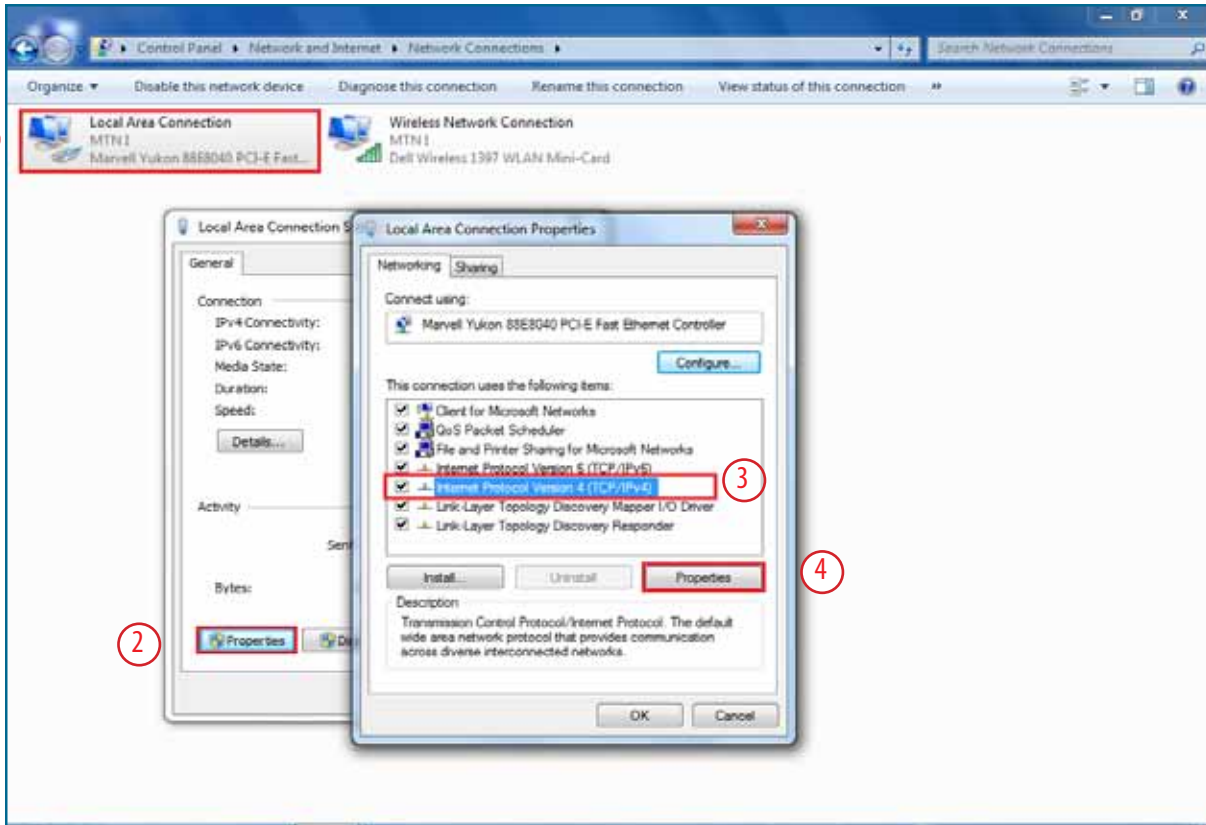 Control Panel ▸ Network and Internet ▸ Network Connections ▸
Search Network Connections
Organize ▾ Disable this network device Diagnose this connection Rename this connection View status of this connection »
Local Area Connection
MTN1
Marvell Yukon 88E8040 PCI-E Fast...
Wireless Network Connection
MTN1
Dell Wireless 1397 WLAN Mini-Card
Local Area Connection S
General
Connection
IPv4 Connectivity:
IPv6 Connectivity:
Media State:
Duration:
Speed:
Details...
Activity
Sent
Bytes:
2
Properties
Local Area Connection Properties
Networking
Sharing
Connect using:
Marvell Yukon 88E8040 PCI-E Fast Ethernet Controller
Configure...
This connection uses the following items:
Client for Microsoft Networks
QoS Packet Scheduler
File and Printer Sharing for Microsoft Networks
Internet Protocol Version 6 (TCP/IPv6)
Internet Protocol Version 4 (TCP/IPv4)
3
Link-Layer Topology Discovery Mapper I/O Driver
Link-Layer Topology Discovery Responder
Install...
Uninstall
Properties
4
Description
Transmission Control Protocol/Internet Protocol. The default
wide area network protocol that provides communication
across diverse interconnected networks.
OK
Cancel